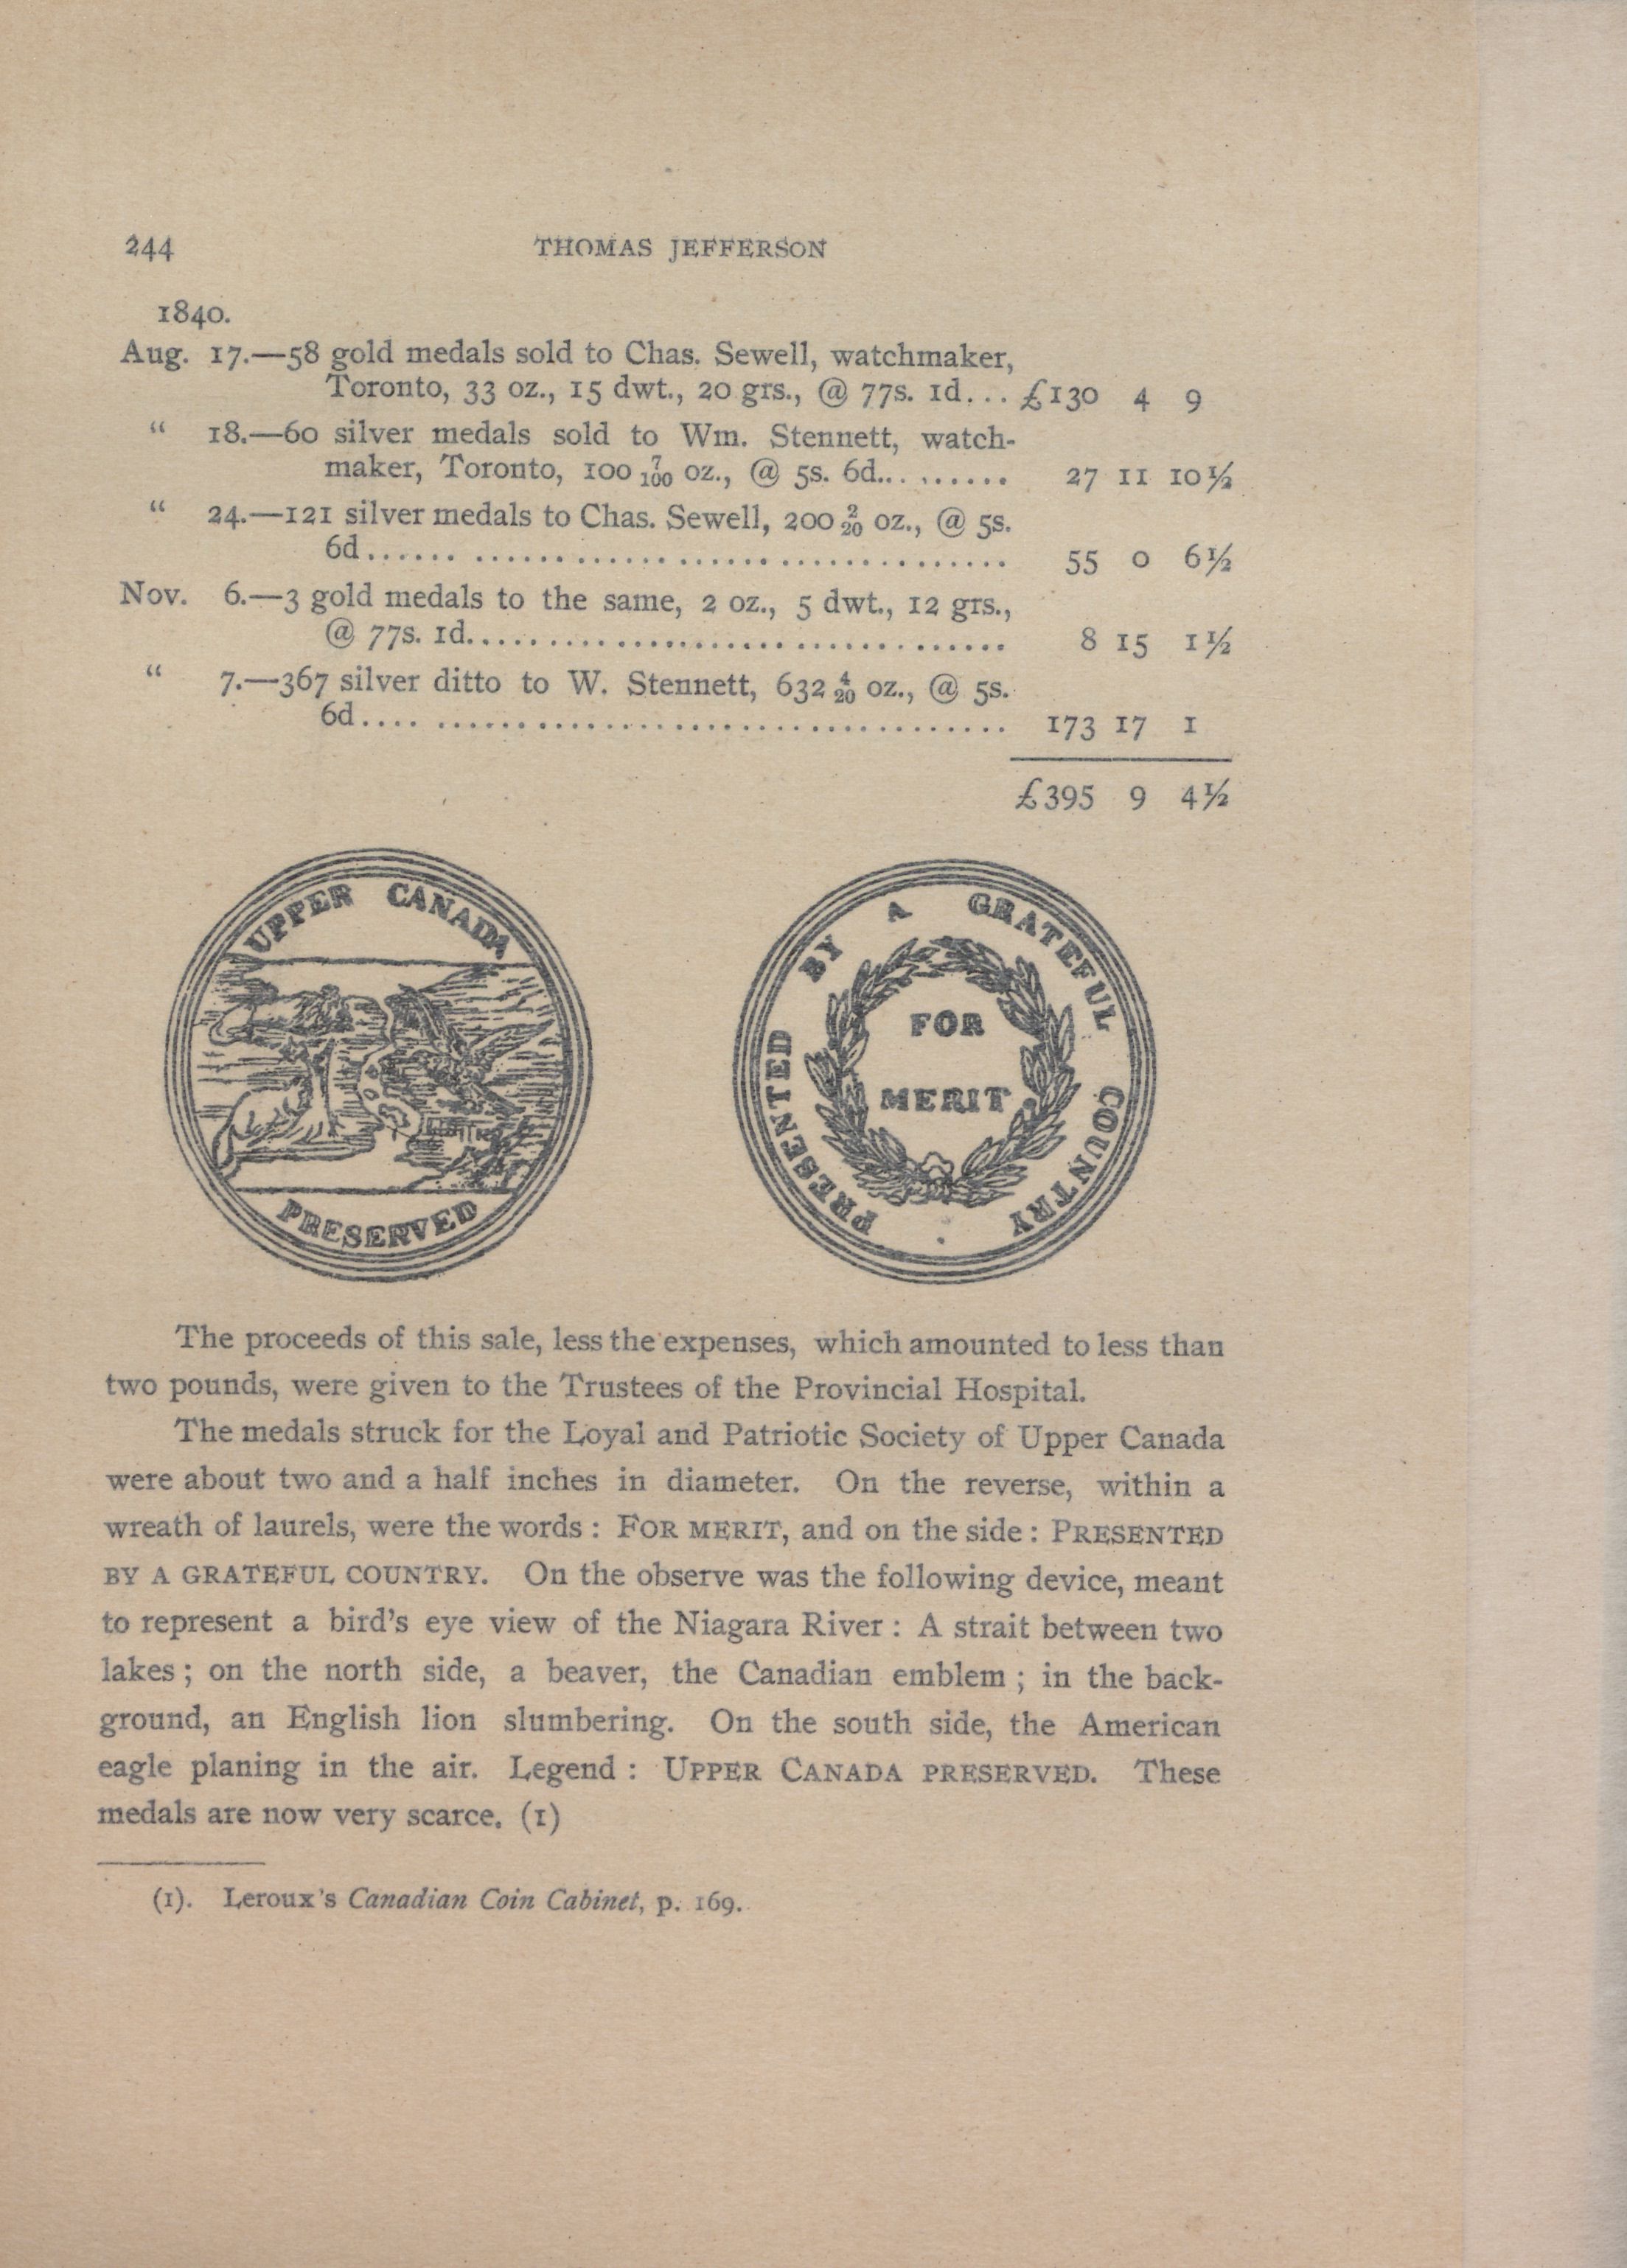 244 THOMAS JEFFERSON
1840.
Aug. 17.—58 gold medals sold to Chas. Sewell, watchmaker,
Toronto, 33 oz., 15 dwt., 20 grs., @ 77s. 1d... £130 4 9
“ 18.—60 silver medals sold to Wm. Stennett, watch-
maker, Toronto, 100 7/100 oz., @ 5s. 6d.......... 27 11 10½
“ 24.—121 silver medals to Chas. Sewell, 200 2/20 oz., @ 5s.
6d...... ................................ 55 0 6½
Nov. 6.—3 gold medals to the same, 2 oz., 5 dwt., 12 grs.,
@ 77s. 1d................................. 8 15 1½
“ 7.—367 silver ditto to W. Stennett, 632 4/20 oz., @ 5s.
6d.... .................................. 173 17 1
£395 9 4½
UPPER CANADA
PRESERVED
PRESENTED BY A GRATEFUL COUNTRY
FOR
MERIT
The proceeds of this sale, less the expenses, which amounted to less than
two pounds, were given to the Trustees of the Provincial Hospital.
The medals struck for the Loyal and Patriotic Society of Upper Canada
were about two and a half inches in diameter. On the reverse, within a
wreath of laurels, were the words : FOR MERIT, and on the side : PRESENTED
BY A GRATEFUL COUNTRY. On the observe was the following device, meant
to represent a bird's eye view of the Niagara River : A strait between two
lakes ; on the north side, a beaver, the Canadian emblem ; in the back-
ground, an English lion slumbering. On the south side, the American
eagle planing in the air. Legend : UPPER CANADA PRESERVED. These
medals are now very scarce. (1)
(1). Leroux's Canadian Coin Cabinet, p. 169.